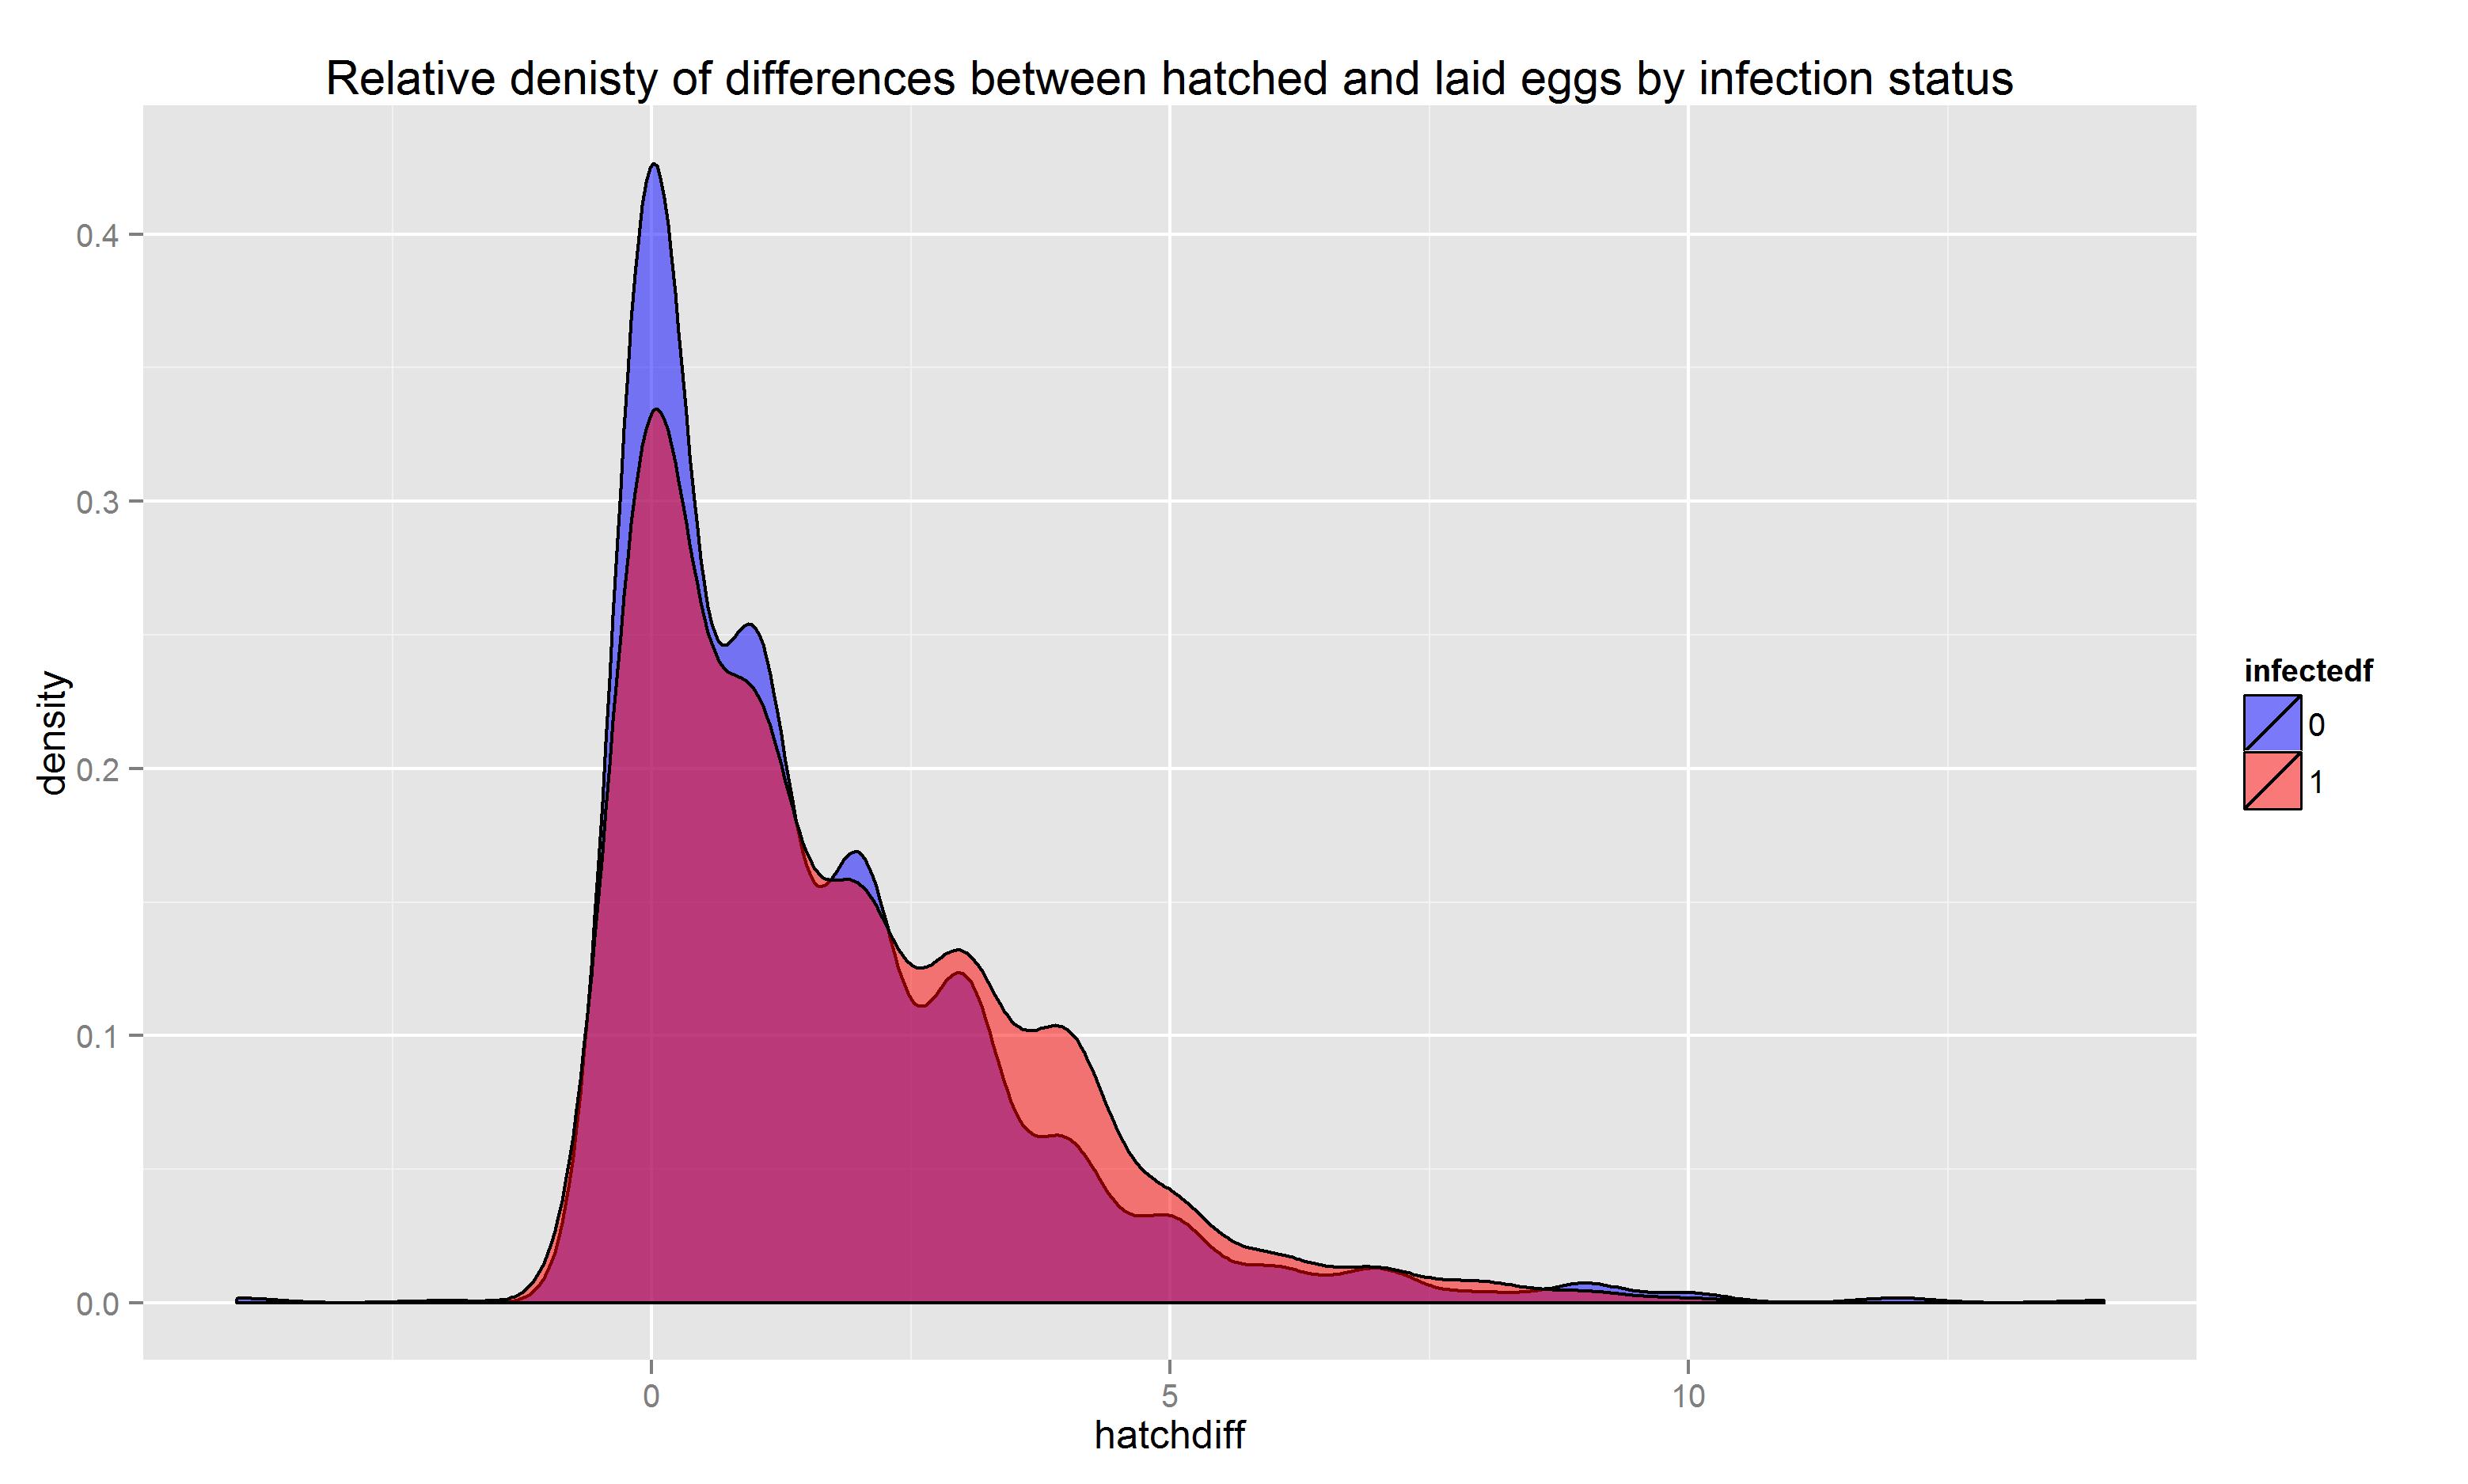 Relative denisty of differences between hatched and laid eggs by infection status
0.4
0.3
0.2
0.1
0.0
density
0
5
10
hatchdiff
infectedf
0
1